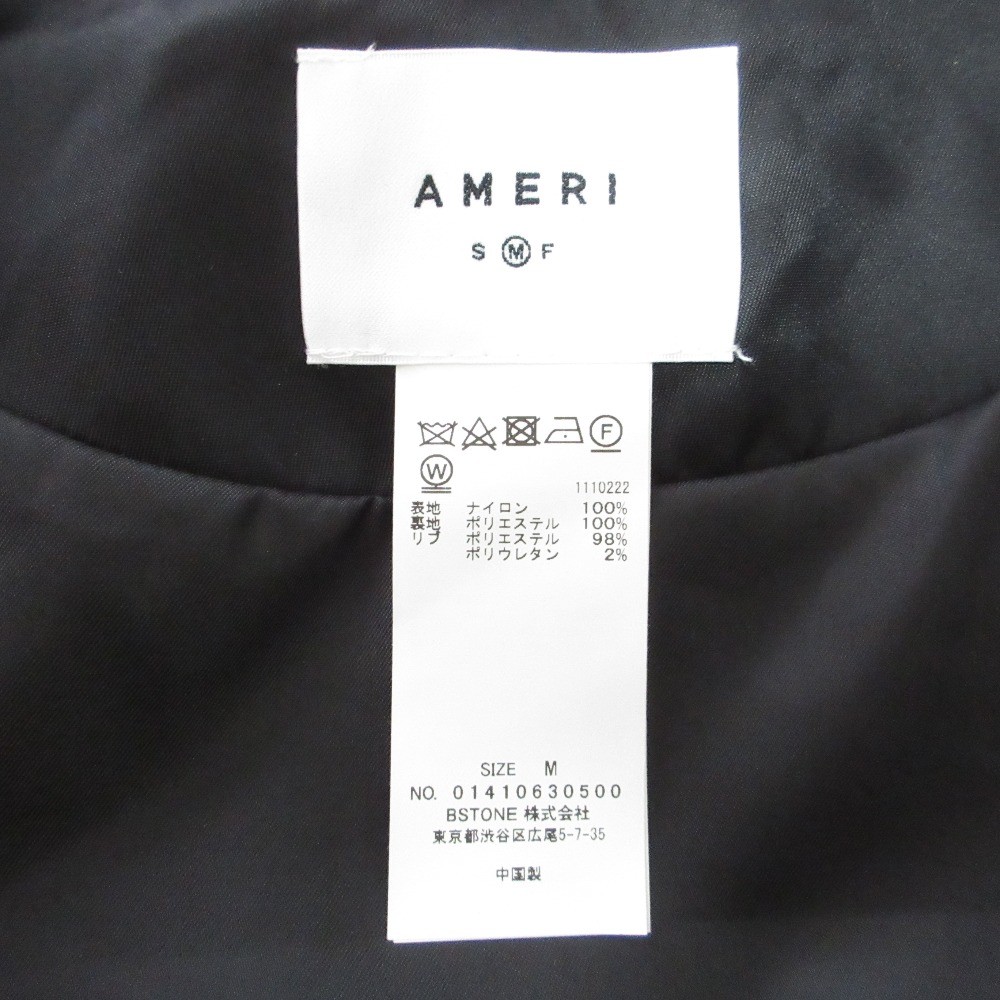 AMERI
S M F
F
W
1110222
表地 ナイロン 100%
裏地 ポリエステル 100%
リブ ポリエステル 98%
ポリウレタン 2%
SIZE M
NO. 01410630500
BSTONE 株式会社
東京都渋谷区広尾5-7-35
中国製